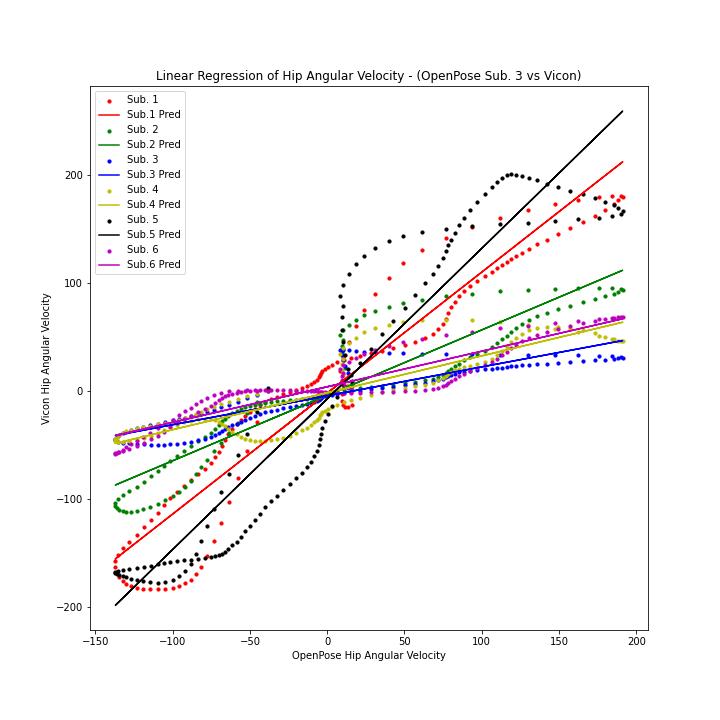 Linear Regression of Hip Angular Velocity - (OpenPose Sub. 3 vs Vicon)
Sub. 1
Sub.1 Pred
Sub. 2
Sub.2 Pred
Sub. 3
Sub.3 Pred
Sub. 4
Sub.4 Pred
Sub. 5
Sub.5 Pred
Sub. 6
Sub.6 Pred
Vicon Hip Angular Velocity
200
100
0
−100
−200
−150 −100 −50 0 50 100 150 200
OpenPose Hip Angular Velocity